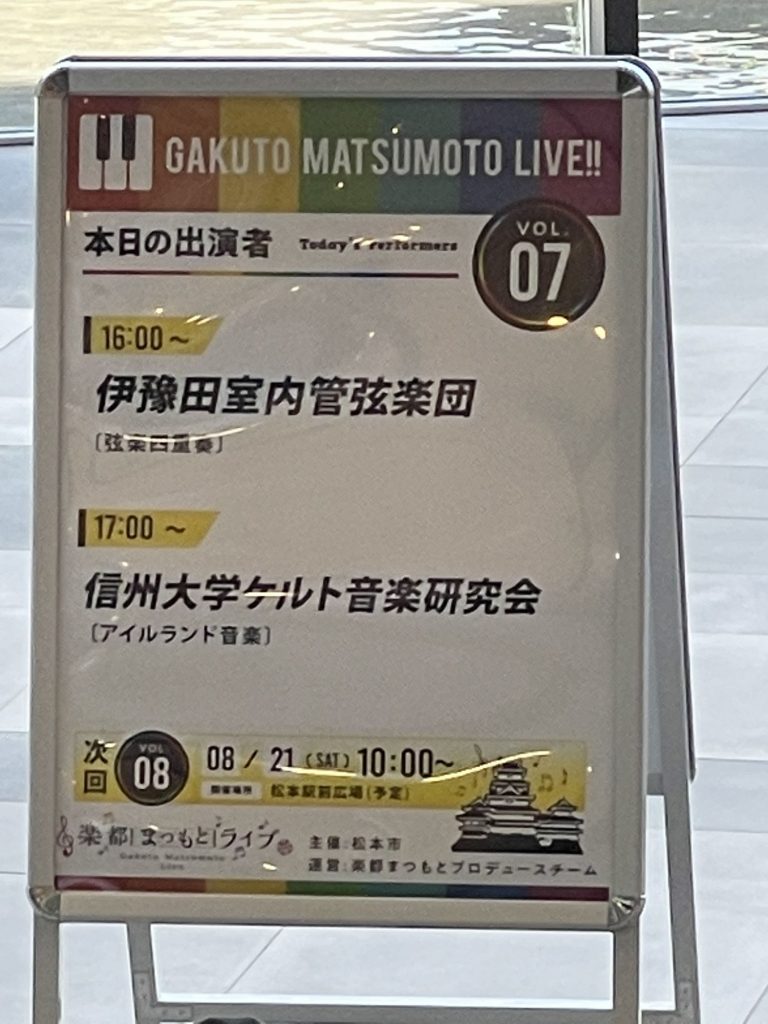 GAKUTO MATSUMOTO LIVE!!
本日の出演者 Today's Performers
VOL.
07
16:00～
伊豫田室内管弦楽団
〔弦楽四重奏〕
17:00 ～
信州大学ケルト音楽研究会
〔アイルランド音楽〕
次回
VOL
08
08 / 21 (SAT) 10:00～
開催場所 松本駅前広場(予定)
楽都|まつもと|ライブ
Gakuto Matsumoto
Live
主催:松本市
運営:楽都まつもとプロデュースチーム